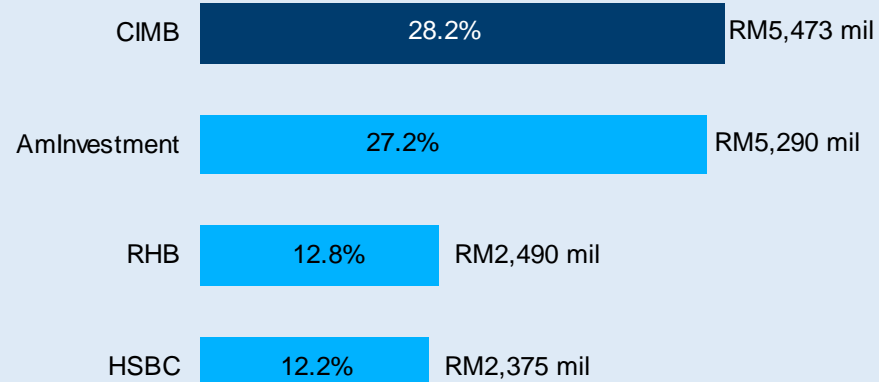 CIMB 28.2% RM5,473 mil
AmInvestment 27.2% RM5,290 mil
RHB 12.8% RM2,490 mil
HSBC 12.2% RM2,375 mil